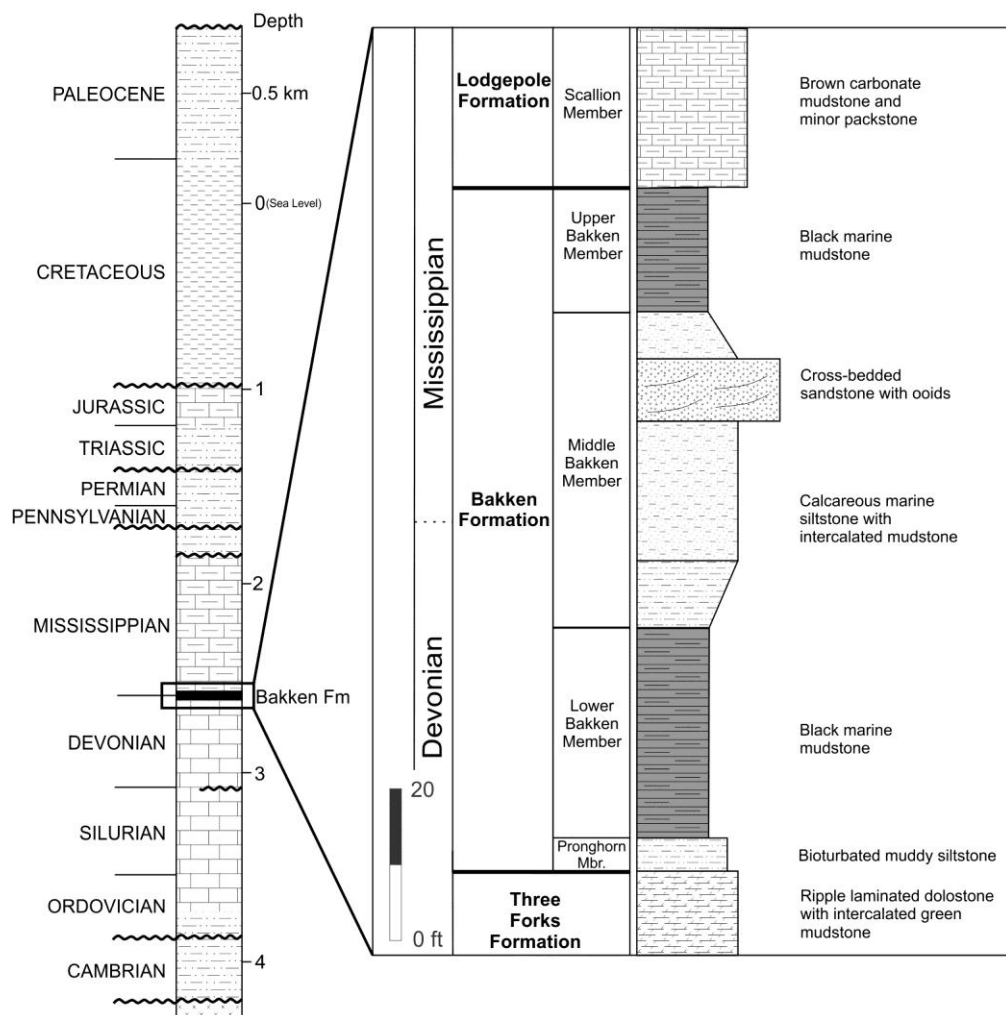 Depth
PALEOCENE
0.5 km
0 (Sea Level)
CRETACEOUS
1
JURASSIC
TRIASSIC
PERMIAN
PENNSYLVANIAN
2
MISSISSIPPIAN
Bakken Fm
DEVONIAN
3
SILURIAN
ORDOVICIAN
4
CAMBRIAN
Mississippian
Devonian
20
0 ft
Lodgepole
Formation
Scallion
Member
Brown carbonate
mudstone and
minor packstone
Bakken
Formation
Upper
Bakken
Member
Black marine
mudstone
Middle
Bakken
Member
Cross-bedded
sandstone with ooids
Calcareous marine
siltstone with
intercalated mudstone
Lower
Bakken
Member
Black marine
mudstone
Pronghorn
Mbr.
Bioturbated muddy siltstone
Three
Forks
Formation
Ripple laminated dolostone
with intercalated green
mudstone